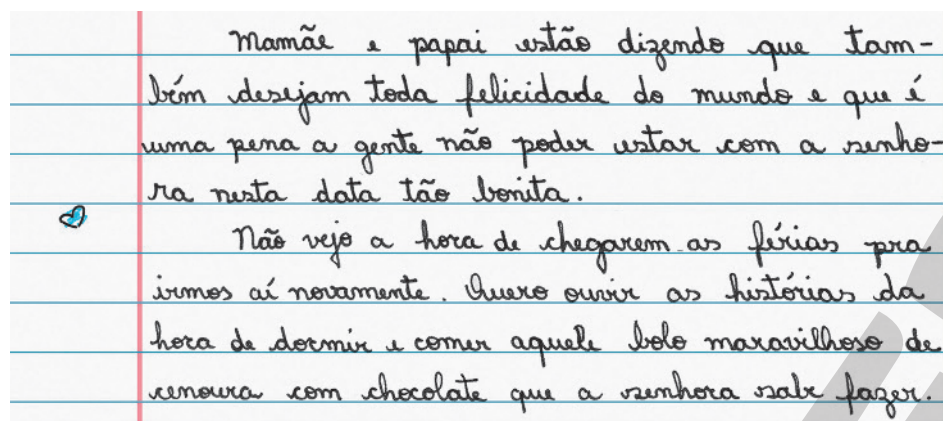 Mamãe e papai estão dizendo que tam-
bém desejam toda felicidade do mundo e que é
uma pena a gente não poder estar com a senho-
ra nesta data tão bonita.
Não vejo a hora de chegarem as férias pra
irmos aí novamente. Quero ouvir as histórias da
hora de dormir e comer aquele bolo maravilhoso de
cenoura com chocolate que a senhora sabe fazer.